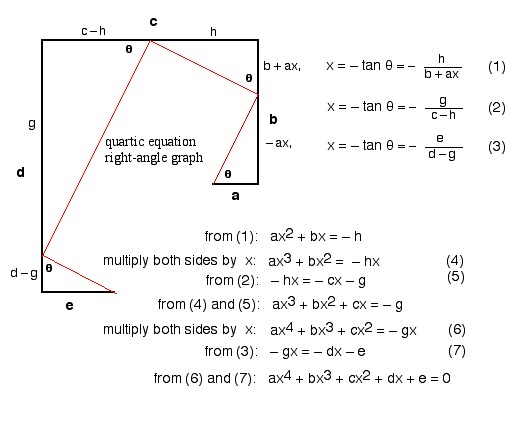 c
c – h h
θ θ b + ax, x = – tan θ = – h / b + ax (1)
x = – tan θ = – g / c – h (2)
g b
quartic equation
right-angle graph
– ax, x = – tan θ = – e / d – g (3)
d θ
a
from (1): ax² + bx = – h
multiply both sides by x: ax³ + bx² = – hx (4)
d – g θ from (2): – hx = – cx – g (5)
e from (4) and (5): ax³ + bx² + cx = – g
multiply both sides by x: ax⁴ + bx³ + cx² = – gx (6)
from (3): – gx = – dx – e (7)
from (6) and (7): ax⁴ + bx³ + cx² + dx + e = 0